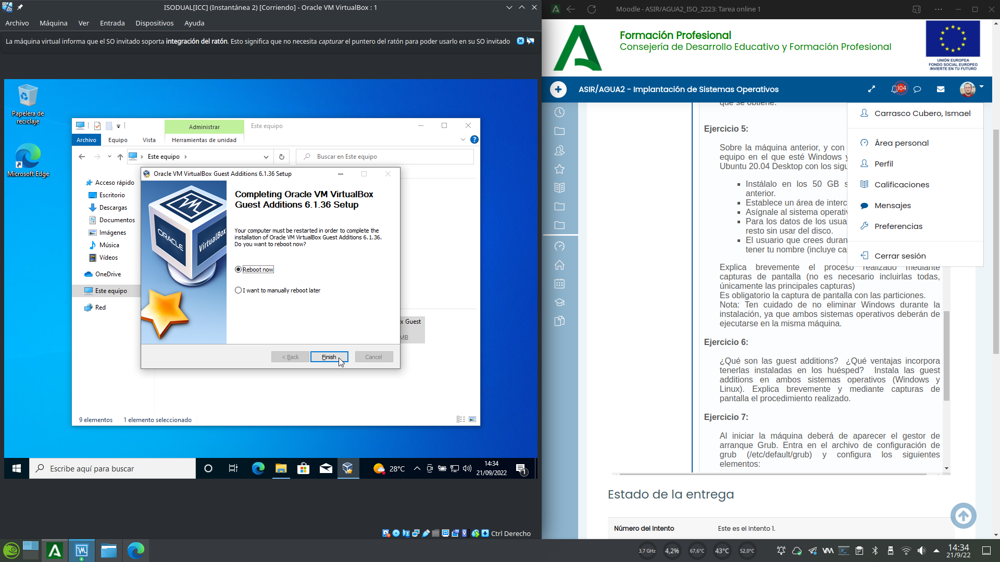 ISODUAL[ICC] (Instantánea 2) [Corriendo] - Oracle VM VirtualBox : 1
Archivo Máquina Ver Entrada Dispositivos Ayuda
La máquina virtual informa que el SO invitado soporta integración del ratón. Esto significa que no necesita capturar el puntero del ratón para poder usarlo en su SO invitado
Papelera de
reciclaje
Microsoft Edge
Administrar
Este equipo
Archivo Equipo Vista Herramientas de unidad
Este equipo
Buscar en Este equipo
Acceso rápido
Escritorio
Descargas
Documentos
Imágenes
Música
Vídeos
OneDrive
Este equipo
Red
Oracle VM VirtualBox Guest Additions 6.1.36 Setup
ORACLE
VirtualBox
Completing Oracle VM VirtualBox
Guest Additions 6.1.36 Setup
Your computer must be restarted in order to complete the
installation of Oracle VM VirtualBox Guest Additions 6.1.36.
Do you want to reboot now?
Reboot now
I want to manually reboot later
< Back
Finish
Cancel
x Guest
MB
9 elementos 1 elemento seleccionado
Escribe aquí para buscar
28°C
14:34
21/09/2022
1
Ctrl Derecho
Moodle - ASIR/AGUA2_ISO_2223: Tarea online 1
Formación Profesional
Consejería de Desarrollo Educativo y Formación Profesional
UNIÓN EUROPEA
FONDO SOCIAL EUROPEO
INVIERTE EN TU FUTURO
ASIR/AGUA2 - Implantación de Sistemas Operativos
104
Carrasco Cubero, Ismael
Área personal
Perfil
Calificaciones
Mensajes
Preferencias
Cerrar sesión
que se obtiene.
Ejercicio 5:
Sobre la máquina anterior, y con
equipo en el que esté Windows y
Ubuntu 20.04 Desktop con los sigu
Instálalo en los 50 GB s
anterior.
Establece un área de interc
Asígnale al sistema operativ
Para los datos de los usua
resto sin usar del disco.
El usuario que crees duran
tener tu nombre (incluye ca
Explica brevemente el proceso realizado mediante
capturas de pantalla (no es necesario incluirlas todas,
únicamente las principales capturas)
Es obligatorio la captura de pantalla con las particiones.
Nota: Ten cuidado de no eliminar Windows durante la
instalación, ya que ambos sistemas operativos deberán de
ejecutarse en la misma máquina.
Ejercicio 6:
¿Qué son las guest additions? ¿Qué ventajas incorpora
tenerlas instaladas en los huésped? Instala las guest
additions en ambos sistemas operativos (Windows y
Linux). Explica brevemente y mediante capturas de
pantalla el procedimiento realizado.
Ejercicio 7:
Al iniciar la máquina deberá de aparecer el gestor de
arranque Grub. Entra en el archivo de configuración de
grub (/etc/default/grub) y configura los siguientes
elementos:
Estado de la entrega
Número del Intento
Este es el intento 1.
3,7 GHz
4,2%
67,6°C
43°C
52,0°C
14:34
21/9/22